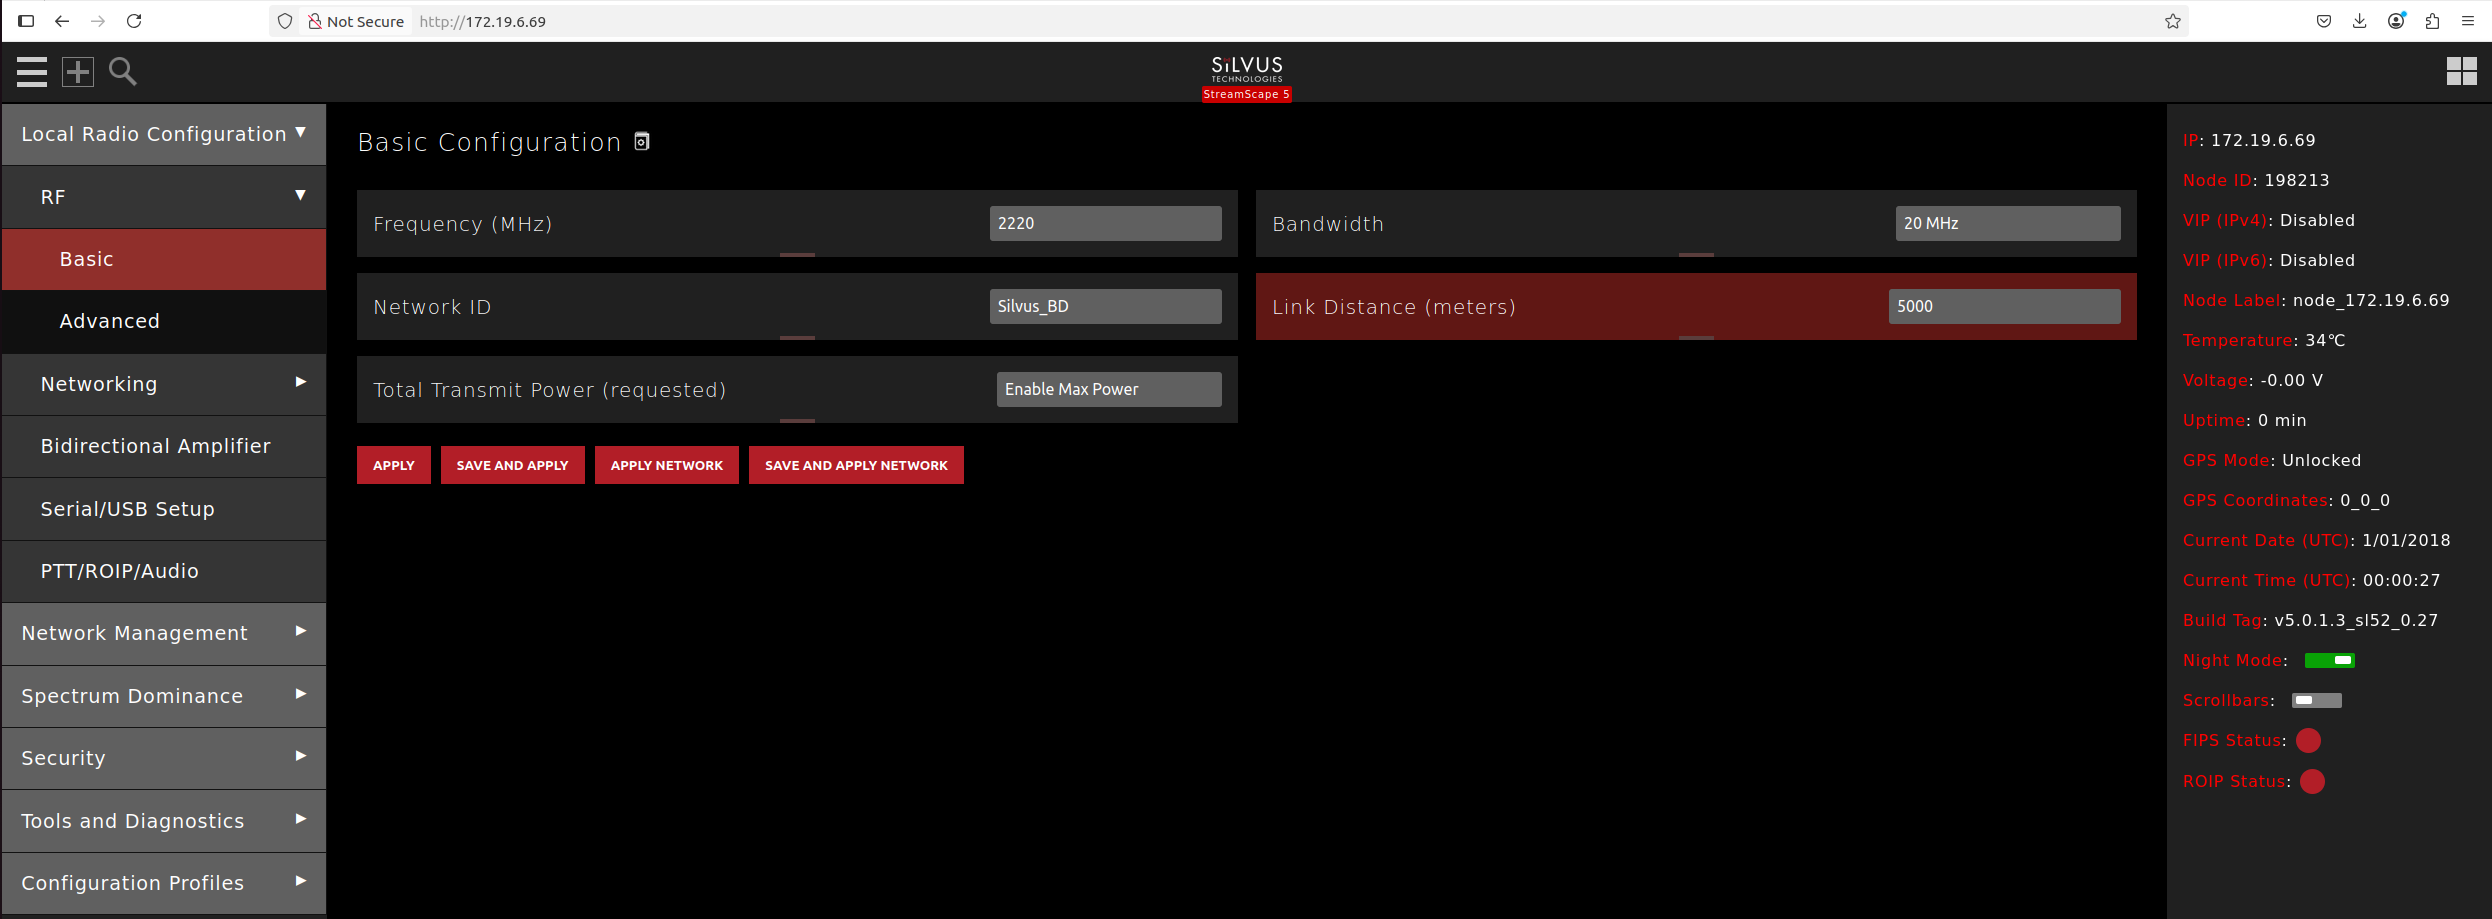 Not Secure http://172.19.6.69
SiLVUS
TECHNOLOGIES
StreamScape 5
Local Radio Configuration
RF
Basic
Advanced
Networking
Bidirectional Amplifier
Serial/USB Setup
PTT/ROIP/Audio
Network Management
Spectrum Dominance
Security
Tools and Diagnostics
Configuration Profiles
Basic Configuration
Frequency (MHz) 2220
Bandwidth 20 MHz
Network ID Silvus_BD
Link Distance (meters) 5000
Total Transmit Power (requested) Enable Max Power
APPLY SAVE AND APPLY APPLY NETWORK SAVE AND APPLY NETWORK
IP: 172.19.6.69
Node ID: 198213
VIP (IPv4): Disabled
VIP (IPv6): Disabled
Node Label: node_172.19.6.69
Temperature: 34℃
Voltage: -0.00 V
Uptime: 0 min
GPS Mode: Unlocked
GPS Coordinates: 0_0_0
Current Date (UTC): 1/01/2018
Current Time (UTC): 00:00:27
Build Tag: v5.0.1.3_sl52_0.27
Night Mode:
Scrollbars:
FIPS Status:
ROIP Status: